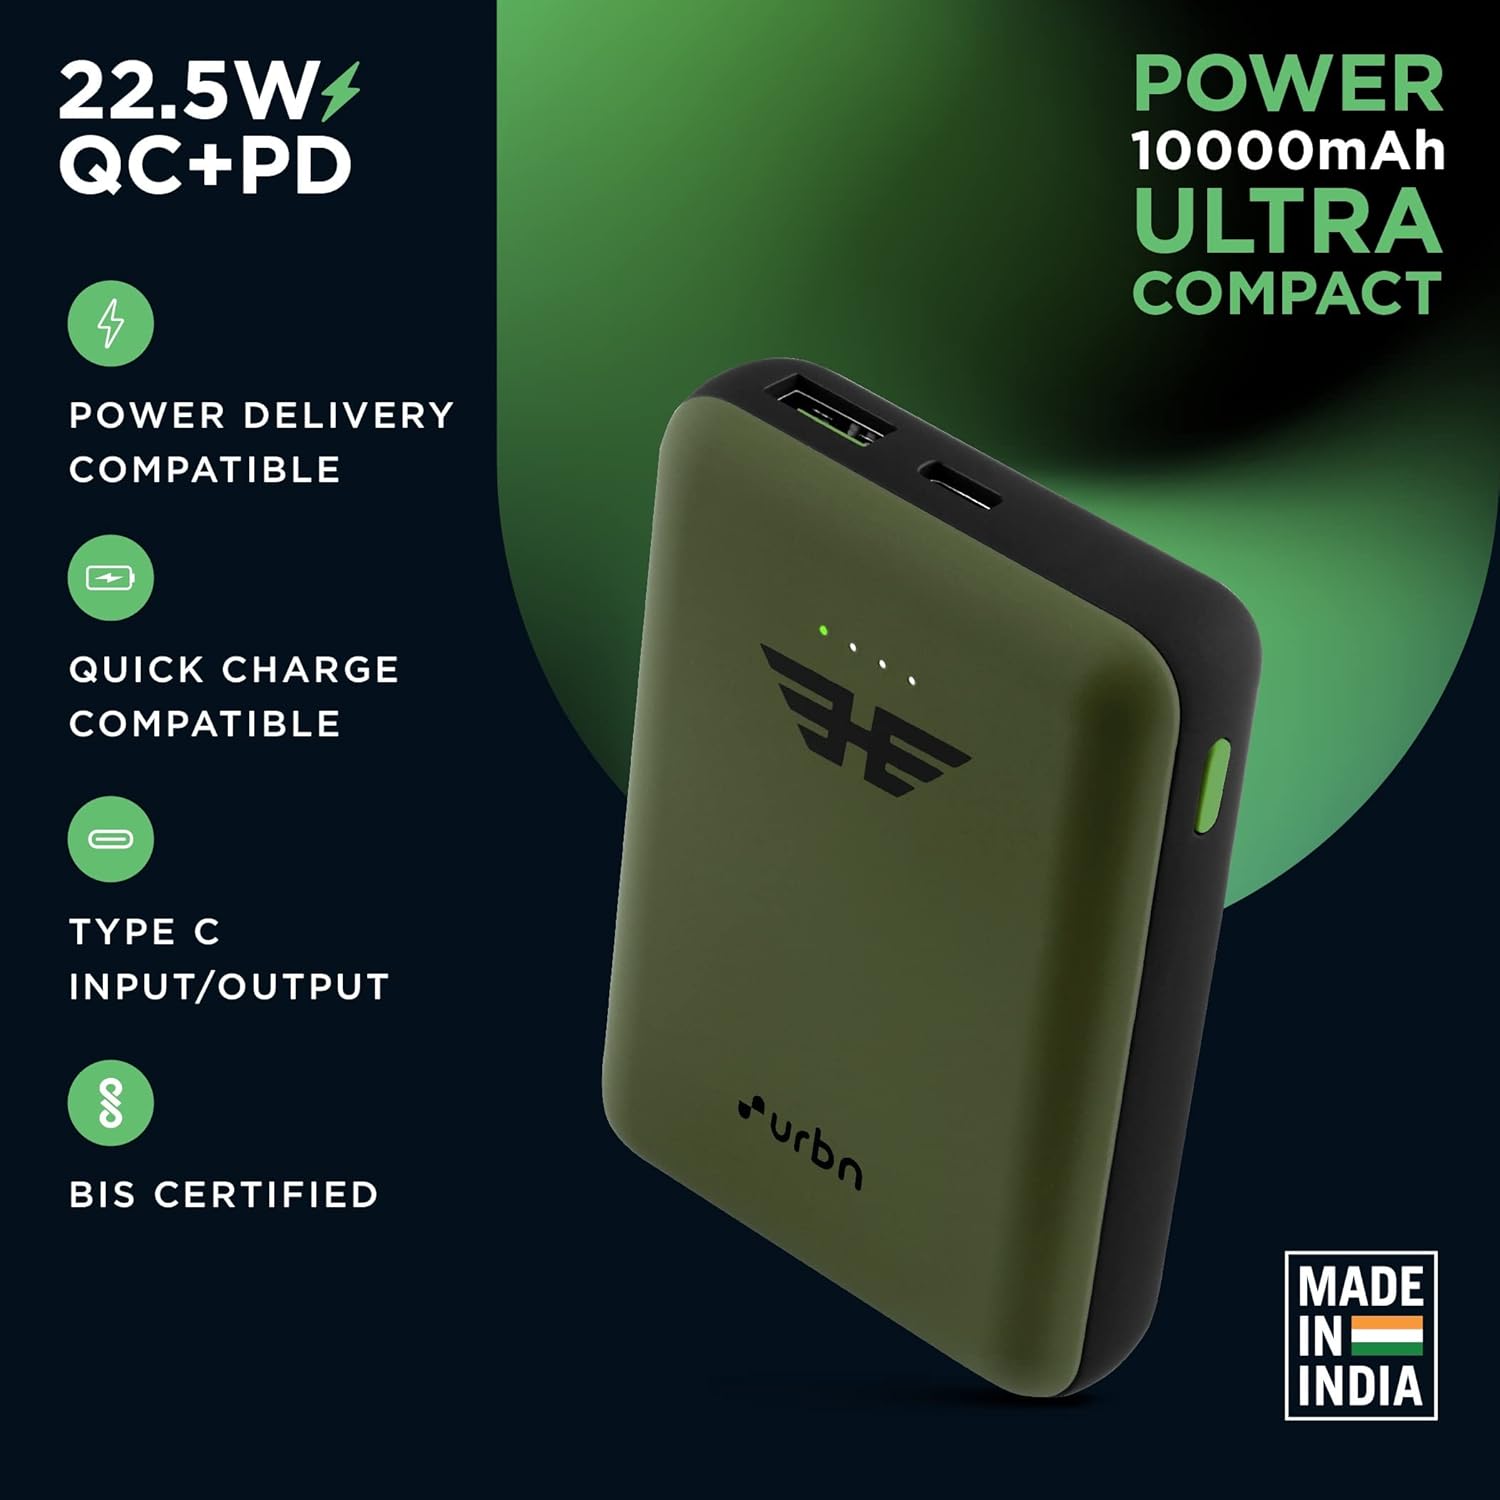 22.5W
QC+PD
POWER DELIVERY
COMPATIBLE
QUICK CHARGE
COMPATIBLE
TYPE C
INPUT/OUTPUT
BIS CERTIFIED
POWER
10000mAh
ULTRA
COMPACT
urbn
MADE
IN
INDIA